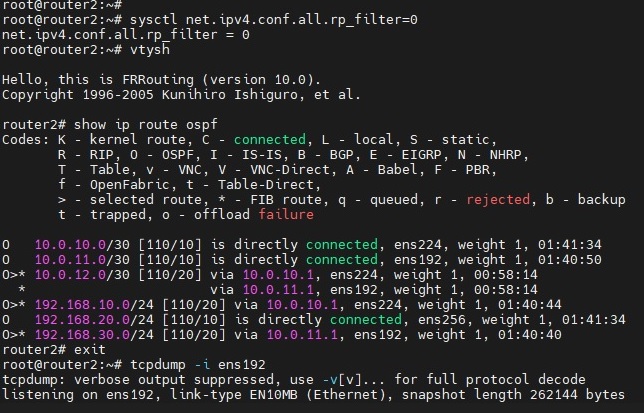 root@router2:~#
root@router2:~# sysctl net.ipv4.conf.all.rp_filter=0
net.ipv4.conf.all.rp_filter = 0
root@router2:~# vtysh

Hello, this is FRRouting (version 10.0).
Copyright 1996-2005 Kunihiro Ishiguro, et al.

router2# show ip route ospf
Codes: K - kernel route, C - connected, L - local, S - static,
       R - RIP, O - OSPF, I - IS-IS, B - BGP, E - EIGRP, N - NHRP,
       T - Table, v - VNC, V - VNC-Direct, A - Babel, F - PBR,
       f - OpenFabric, t - Table-Direct,
       > - selected route, * - FIB route, q - queued, r - rejected, b - backup
       t - trapped, o - offload failure

O   10.0.10.0/30 [110/10] is directly connected, ens224, weight 1, 01:41:34
O   10.0.11.0/30 [110/10] is directly connected, ens192, weight 1, 01:40:50
O>* 10.0.12.0/30 [110/20] via 10.0.10.1, ens224, weight 1, 00:58:14
  *                       via 10.0.11.1, ens192, weight 1, 00:58:14
O>* 192.168.10.0/24 [110/20] via 10.0.10.1, ens224, weight 1, 01:40:44
O   192.168.20.0/24 [110/10] is directly connected, ens256, weight 1, 01:41:34
O>* 192.168.30.0/24 [110/20] via 10.0.11.1, ens192, weight 1, 01:40:40
router2# exit
root@router2:~# tcpdump -i ens192
tcpdump: verbose output suppressed, use -v[v]... for full protocol decode
listening on ens192, link-type EN10MB (Ethernet), snapshot length 262144 bytes